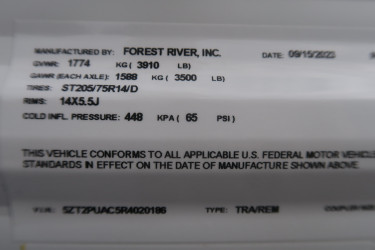 MANUFACTURED BY: FOREST RIVER, INC. DATE: 09/15/2023
GVWR: 1774 KG ( 3910 LB)
GAWR (EACH AXLE): 1588 KG ( 3500 LB)
TIRES: ST205/75R14/D
RIMS: 14X5.5J
COLD INFL. PRESSURE: 448 KPA ( 65 PSI )
THIS VEHICLE CONFORMS TO ALL APPLICABLE U.S. FEDERAL MOTOR VEHICLE
STANDARDS IN EFFECT ON THE DATE OF MANUFACTURE SHOWN ABOVE.
V.I.N.: 5ZT2PUAC5R4020196 TYPE: TRA/REM